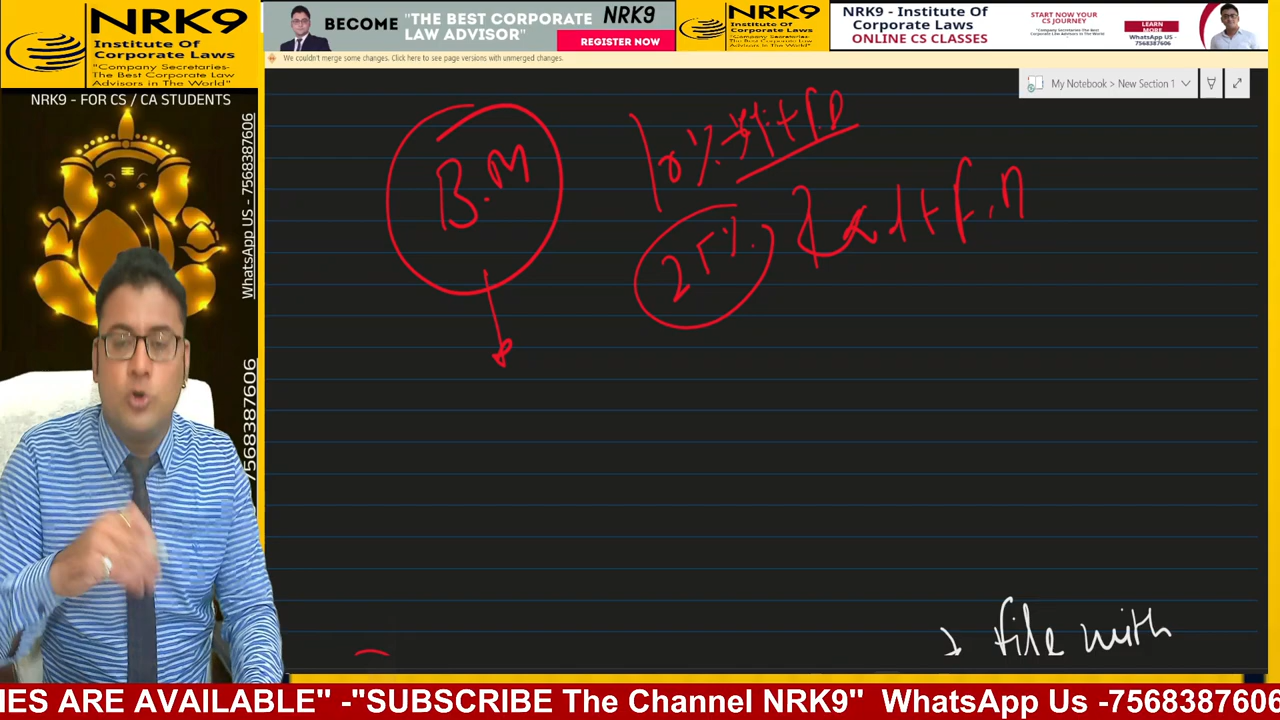 NRK9
Institute Of
Corporate Laws
"Company Secretaries-
The Best Corporate Law
Advisors in The World"
NRK9 - FOR CS / CA STUDENTS
WhatsApp US - 7568387606
7568387606
BECOME "THE BEST CORPORATE LAW ADVISOR"
NRK9
REGISTER NOW
NRK9
Institute Of
Corporate Laws
NRK9 - Institute Of
Corporate Laws
ONLINE CS CLASSES
START NOW YOUR
CS JOURNEY
LEARN MORE
WhatsApp US -
7568387606
We couldn't merge some changes. Click here to see page versions with unmerged changes.
My Notebook > New Section 1
B.M
25%
file with
IES ARE AVAILABLE" -"SUBSCRIBE The Channel NRK9" WhatsApp Us -7568387606